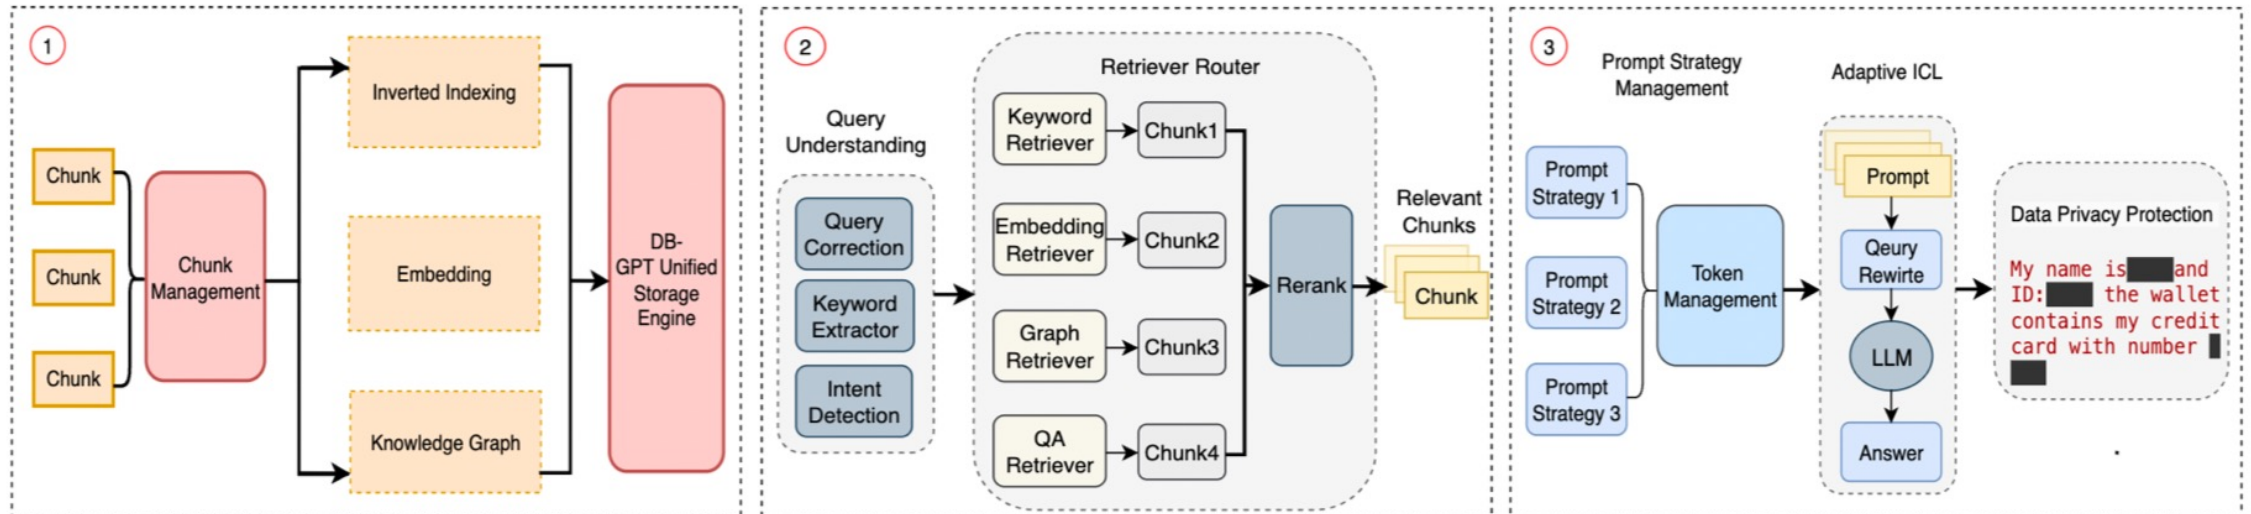 1
Chunk
Chunk
Chunk
Chunk
Management
Inverted Indexing
Embedding
Knowledge Graph
DB-
GPT Unified
Storage
Engine
2
Query
Understanding
Query
Correction
Keyword
Extractor
Intent
Detection
Retriever Router
Keyword
Retriever
Chunk1
Embedding
Retriever
Chunk2
Graph
Retriever
Chunk3
QA
Retriever
Chunk4
Rerank
Relevant
Chunks
Chunk
3
Prompt Strategy
Management
Prompt
Strategy 1
Prompt
Strategy 2
Prompt
Strategy 3
Token
Management
Adaptive ICL
Prompt
Qeury
Rewirte
LLM
Answer
Data Privacy Protection
My name is and
ID: the wallet
contains my credit
card with number
.